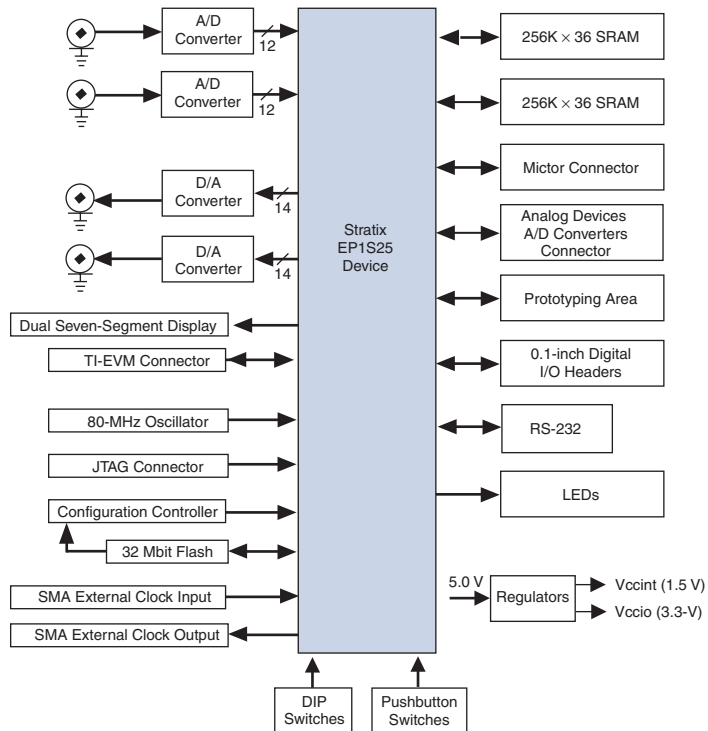 A/D
Converter
12
A/D
Converter
12
D/A
Converter
14
D/A
Converter
14
Dual Seven-Segment Display
TI-EVM Connector
80-MHz Oscillator
JTAG Connector
Configuration Controller
32 Mbit Flash
SMA External Clock Input
SMA External Clock Output
Stratix
EP1S25
Device
256K × 36 SRAM
256K × 36 SRAM
Mictor Connector
Analog Devices
A/D Converters
Connector
Prototyping Area
0.1-inch Digital
I/O Headers
RS-232
LEDs
5.0 V
Regulators
Vccint (1.5 V)
Vccio (3.3-V)
DIP
Switches
Pushbutton
Switches